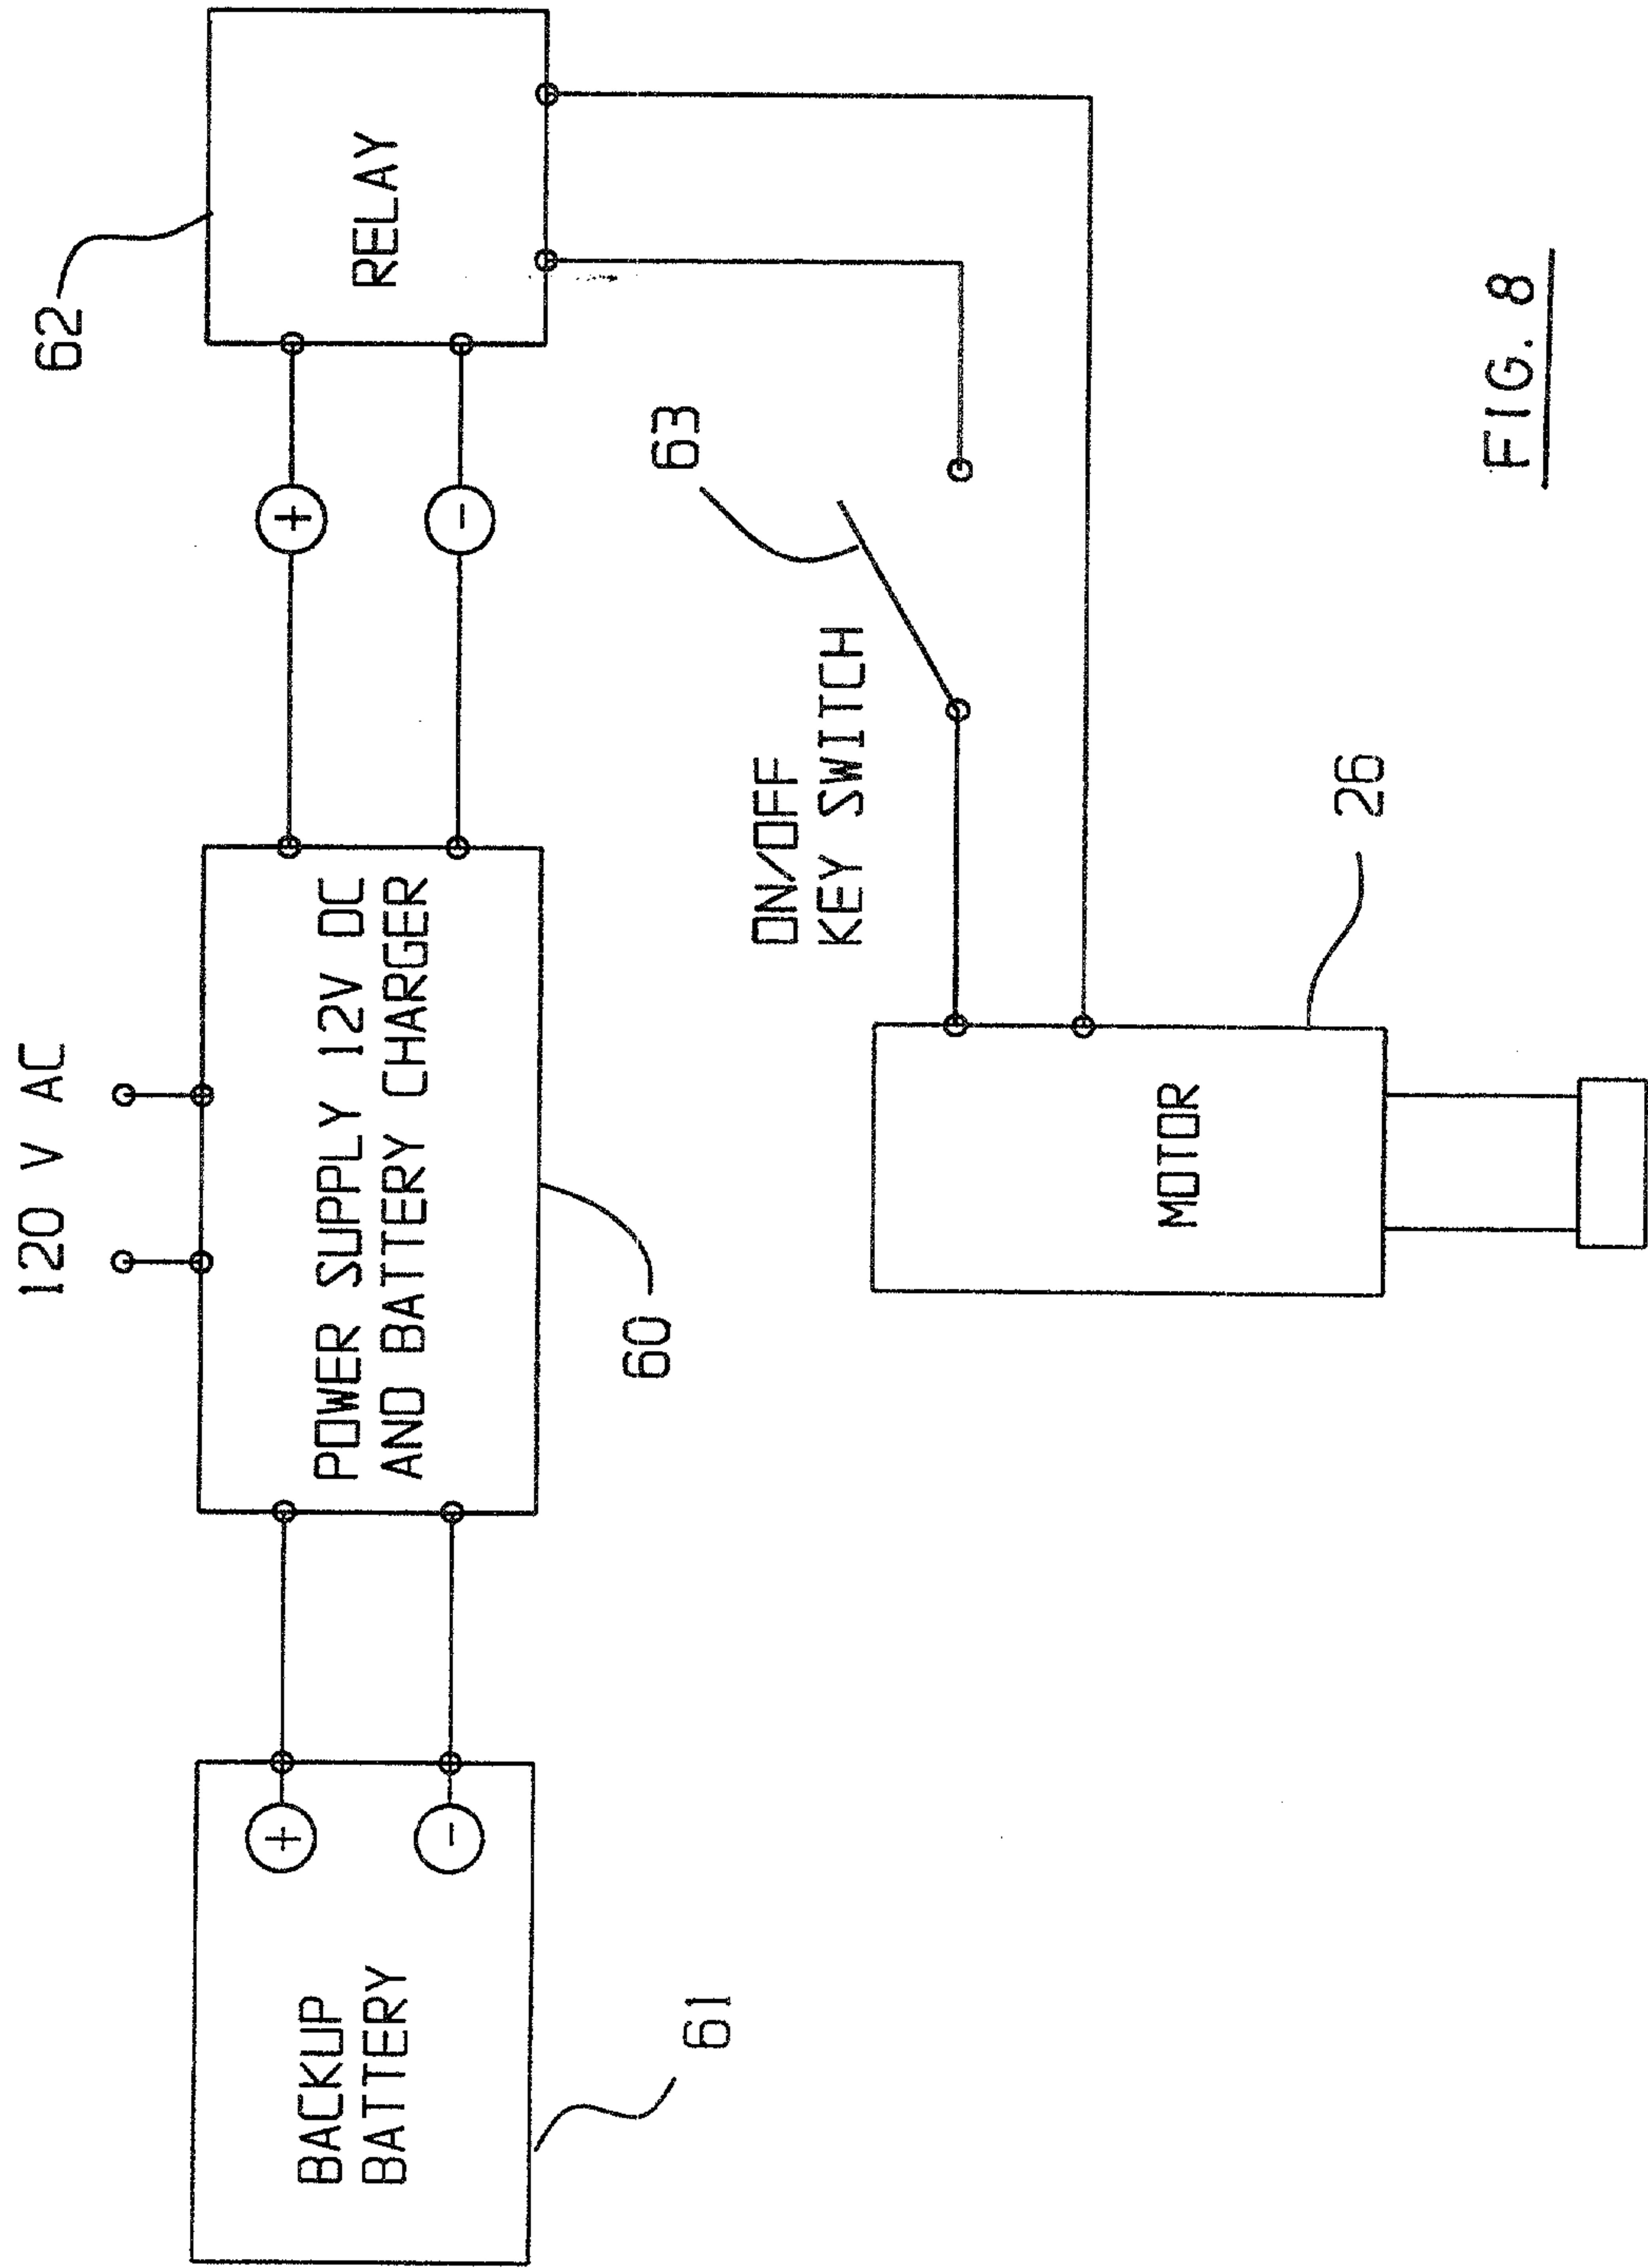 120 V AC
62
RELAY
+
-
POWER SUPPLY 12V DC
AND BATTERY CHARGER
60
+
-
BACKUP
BATTERY
61
63
ON/OFF
KEY SWITCH
26
MOTOR
FIG. 8